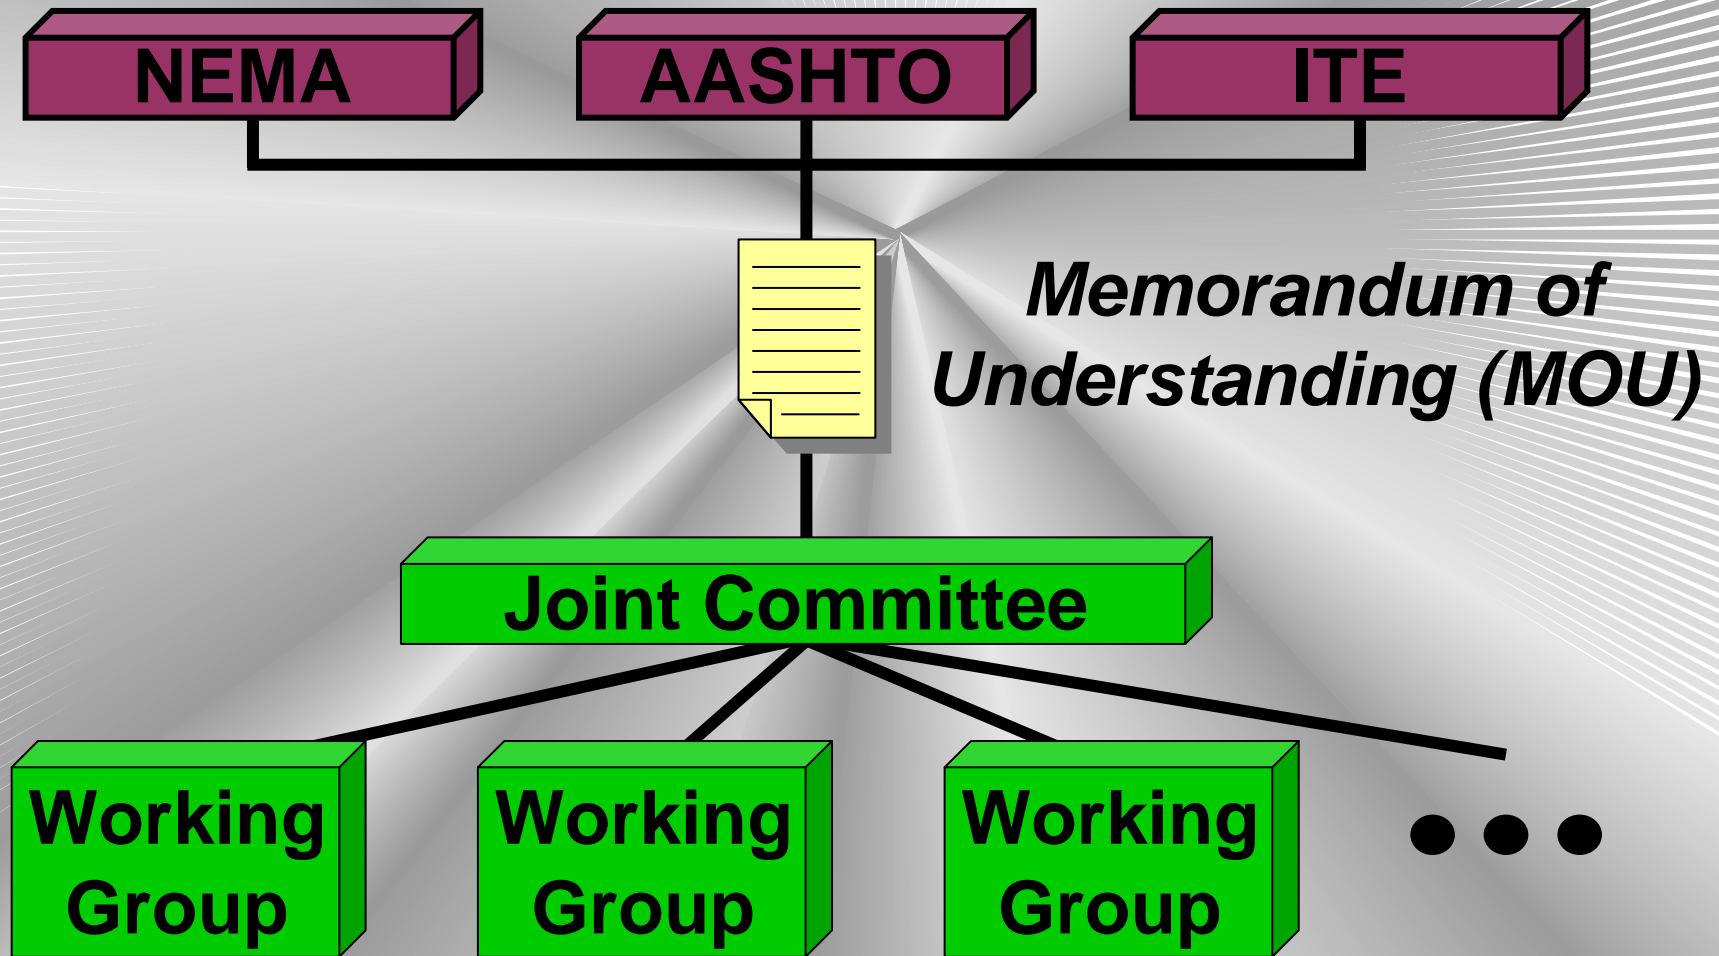 NEMA
AASHTO
ITE
Memorandum of
Understanding (MOU)
Joint Committee
Working
Group
Working
Group
Working
Group